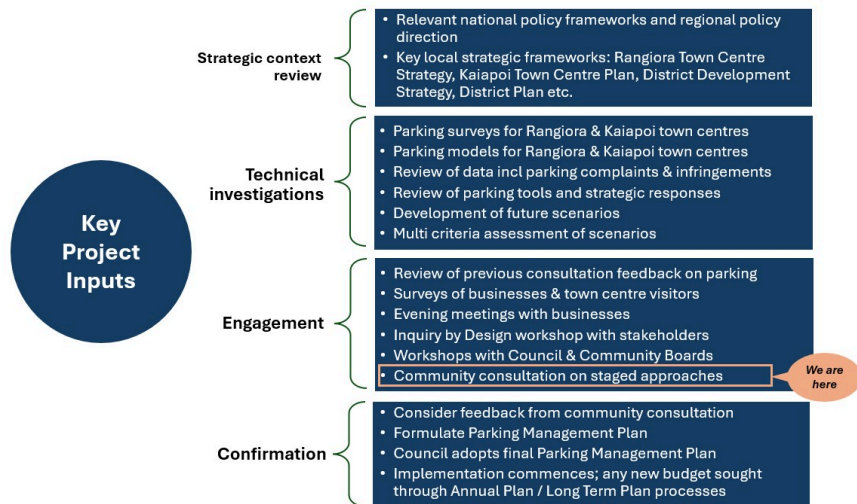 Key
Project
Inputs
Strategic context
review
• Relevant national policy frameworks and regional policy
direction
• Key local strategic frameworks: Rangiora Town Centre
Strategy, Kaiapoi Town Centre Plan, District Development
Strategy, District Plan etc.
Technical
investigations
• Parking surveys for Rangiora & Kaiapoi town centres
• Parking models for Rangiora & Kaiapoi town centres
• Review of data incl parking complaints & infringements
• Review of parking tools and strategic responses
• Development of future scenarios
• Multi criteria assessment of scenarios
Engagement
• Review of previous consultation feedback on parking
• Surveys of businesses & town centre visitors
• Evening meetings with businesses
• Inquiry by Design workshop with stakeholders
• Workshops with Council & Community Boards
• Community consultation on staged approaches
We are
here
Confirmation
• Consider feedback from community consultation
• Formulate Parking Management Plan
• Council adopts final Parking Management Plan
• Implementation commences; any new budget sought
through Annual Plan / Long Term Plan processes